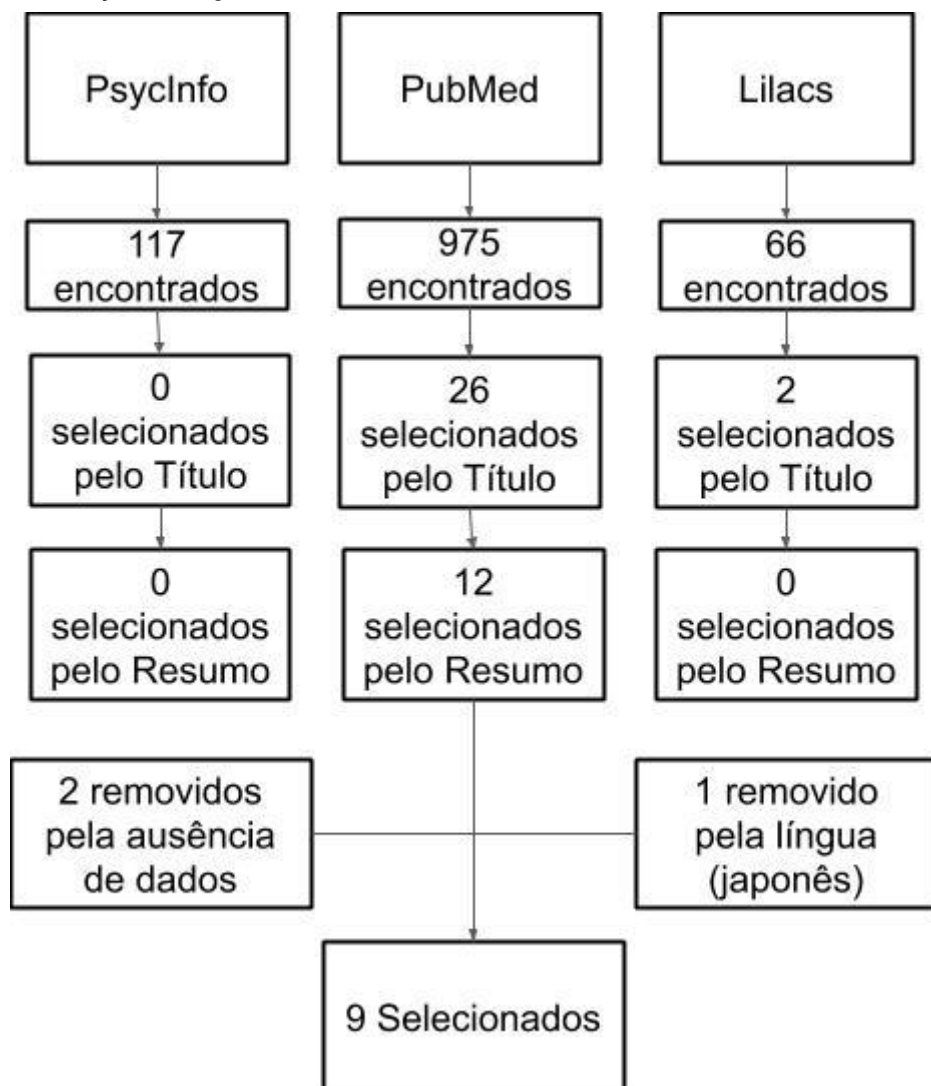 PsycInfo
PubMed
Lilacs
117
encontrados
975
encontrados
66
encontrados
0
selecionados
pelo Título
26
selecionados
pelo Título
2
selecionados
pelo Título
0
selecionados
pelo Resumo
12
selecionados
pelo Resumo
0
selecionados
pelo Resumo
2 removidos
pela ausência
de dados
1 removido
pela língua
(japonês)
9 Selecionados